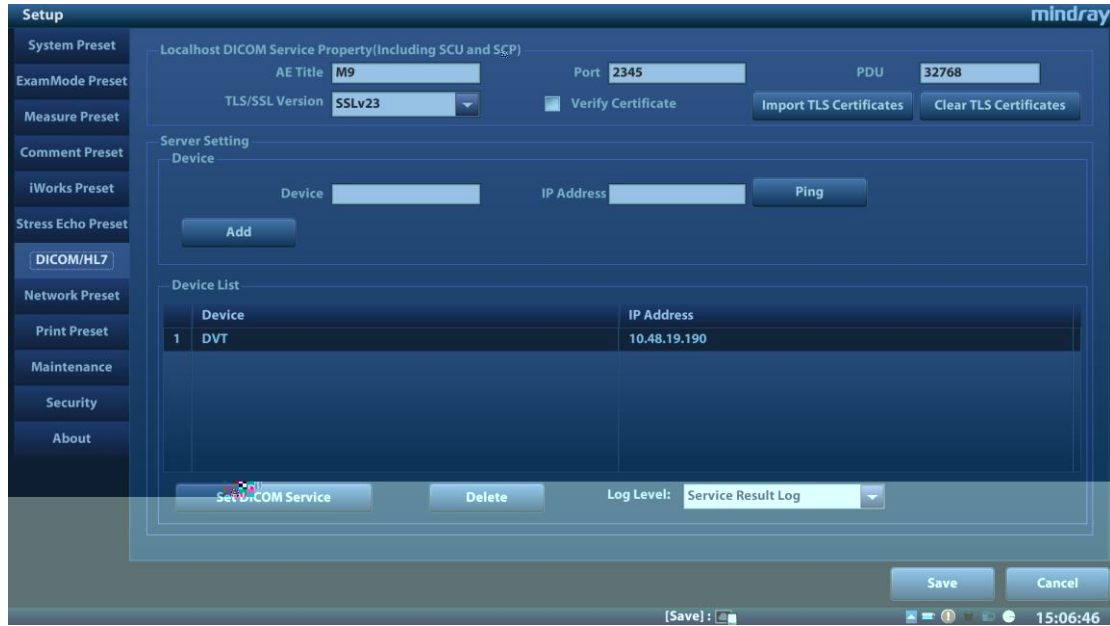 Setup
mindray
System Preset
ExamMode Preset
Measure Preset
Comment Preset
iWorks Preset
Stress Echo Preset
DICOM/HL7
Network Preset
Print Preset
Maintenance
Security
About
Localhost DICOM Service Property(Including SCU and SCP)
AE Title M9 Port 2345 PDU 32768
TLS/SSL Version SSLv23 Verify Certificate Import TLS Certificates Clear TLS Certificates
Server Setting
Device
Device IP Address Ping
Add
Device List
Device IP Address
1 DVT 10.48.19.190
Set DICOM Service Delete Log Level: Service Result Log
Save Cancel
[Save] : 15:06:46